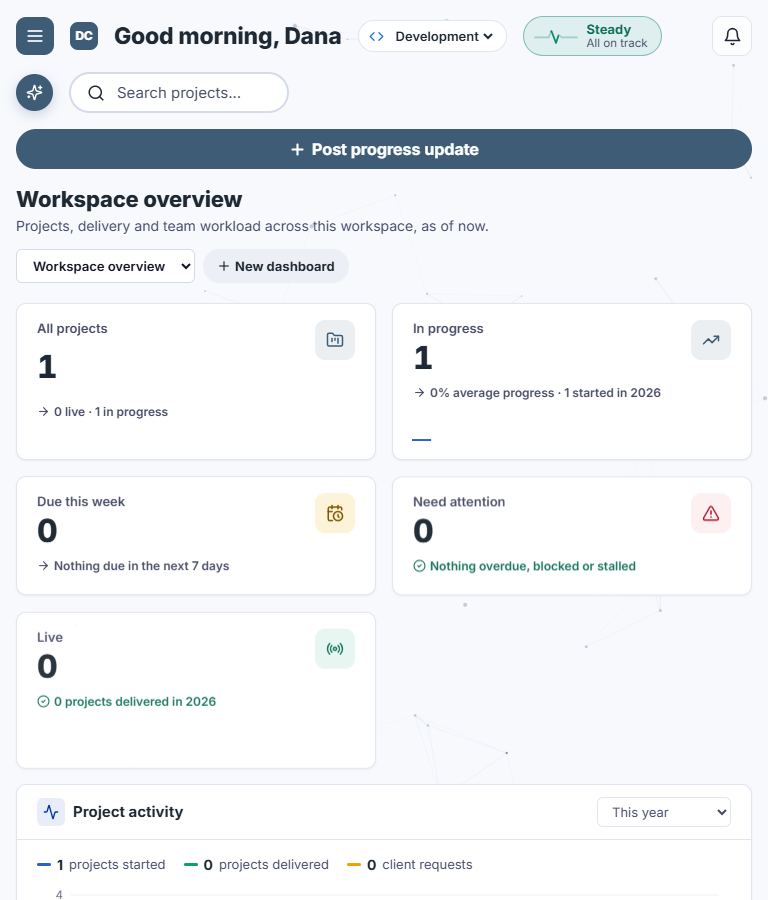 DC
Good morning, Dana
Development
Steady
All on track
Search projects...
Post progress update
Workspace overview
Projects, delivery and team workload across this workspace, as of now.
Workspace overview
+ New dashboard
All projects
1
→ 0 live · 1 in progress
In progress
1
→ 0% average progress · 1 started in 2026
Due this week
0
→ Nothing due in the next 7 days
Need attention
0
Nothing overdue, blocked or stalled
Live
0
0 projects delivered in 2026
Project activity
This year
1 projects started
0 projects delivered
0 client requests
4